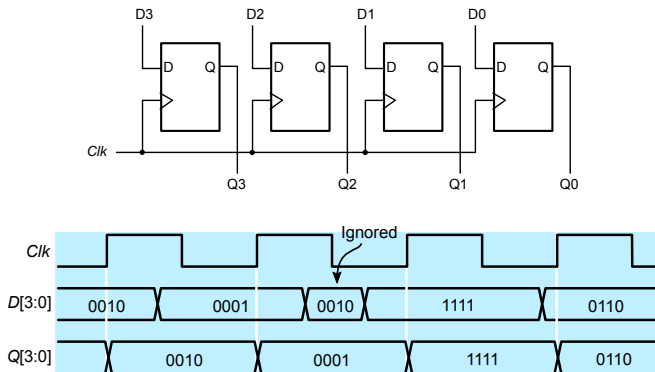 D3 D2 D1 D0
D Q D Q D Q D Q
Clk
Q3 Q2 Q1 Q0
Ignored
Clk
D[3:0] 0010 0001 0010 1111 0110
Q[3:0] 0010 0001 1111 0110